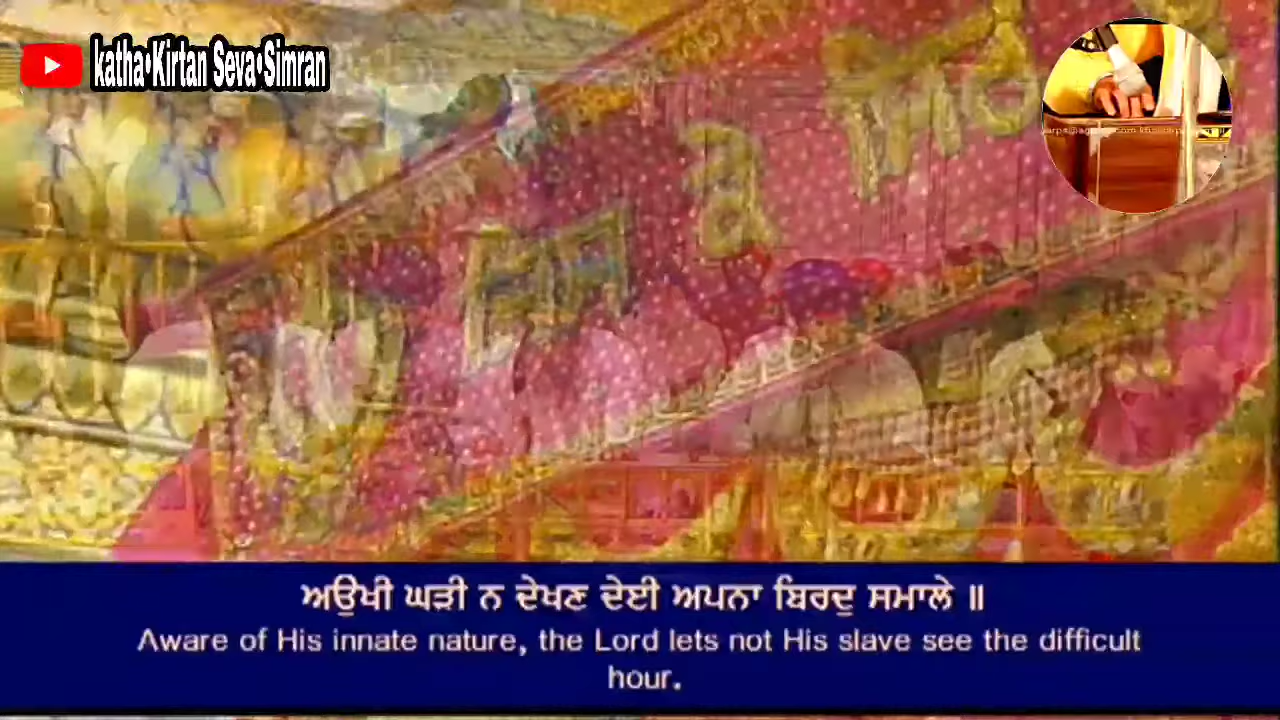 katha•Kirtan Seva•Simran
ਅਉਖੀ ਘੜੀ ਨ ਦੇਖਣ ਦੇਈ ਅਪਨਾ ਬਿਰਦੁ ਸਮਾਲੇ ॥
Aware of His innate nature, the Lord lets not His slave see the difficult
hour.